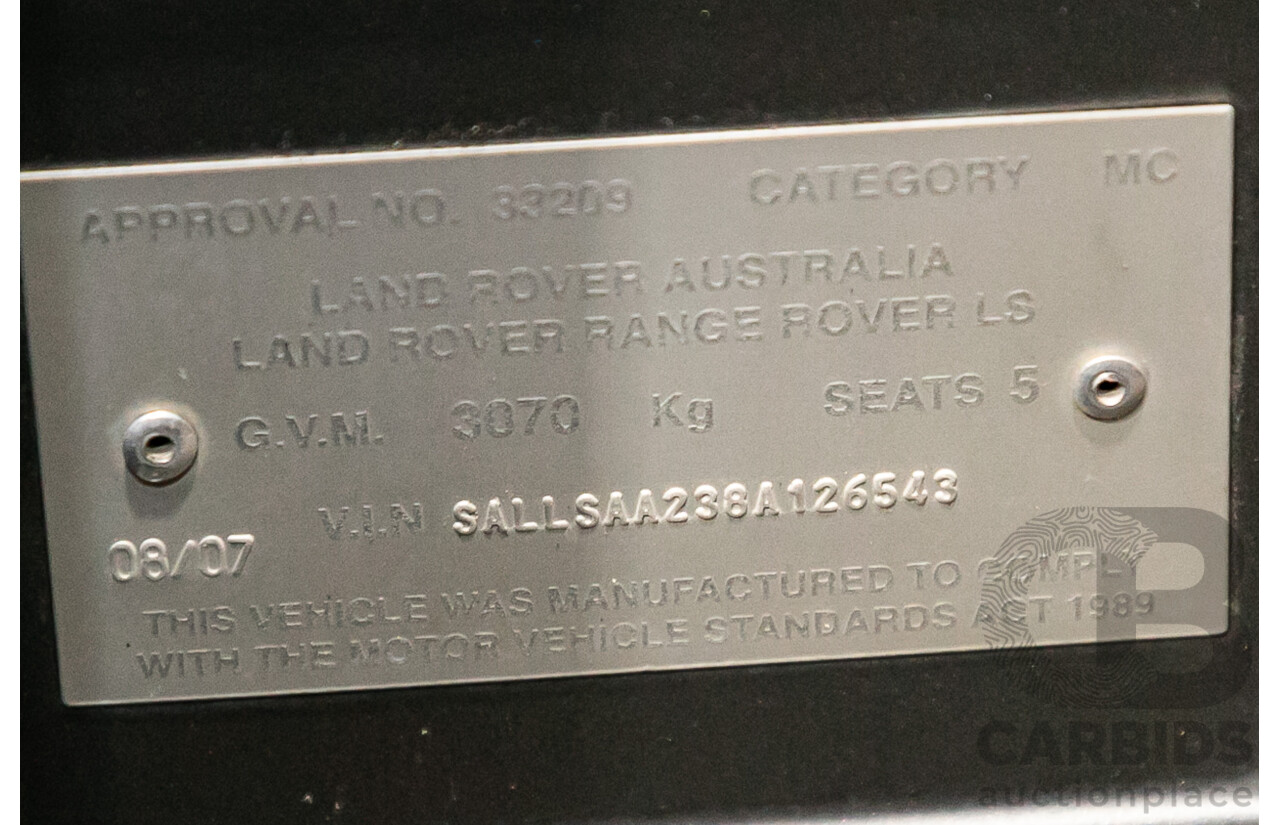 APPROVAL NO. 33209 CATEGORY MC
LAND ROVER AUSTRALIA
LAND ROVER RANGE ROVER LS
G.V.M. 3070 Kg SEATS 5
V.I.N SALLSAA238A126543
08/07
THIS VEHICLE WAS MANUFACTURED TO COMPLY
WITH THE MOTOR VEHICLE STANDARDS ACT 1989
CARBIDS
auctionplace